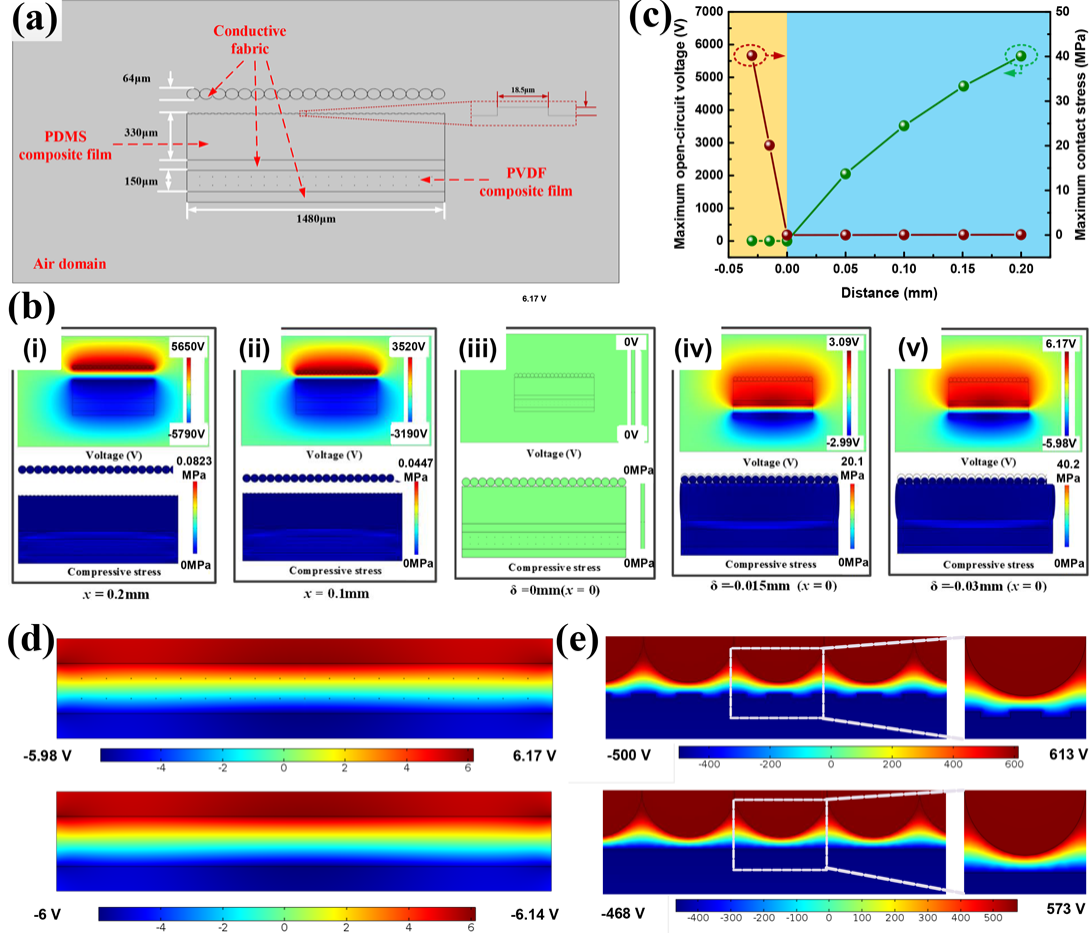 (a)
Conductive
fabric
64μm
18.5μm
330μm
PDMS
composite film
150μm
PVDF
composite film
1480μm
Air domain
(c)
Maximum open-circuit voltage (V)
7000
6000
5000
4000
3000
2000
1000
0
50
40
30
20
10
0
Maximum contact stress (MPa)
-0.05
0.00
0.05
0.10
0.15
0.20
Distance (mm)
6.17 V
(b)
(i)
5650V
-5790V
Voltage (V)
0.0823
MPa
0MPa
Compressive stress
x = 0.2mm
(ii)
3520V
-3190V
Voltage (V)
0.0447
MPa
0MPa
Compressive stress
x = 0.1mm
(iii)
0V
0V
Voltage (V)
0MPa
0MPa
Compressive stress
δ =0mm(x = 0)
(iv)
3.09V
-2.99V
Voltage (V)
20.1
MPa
0MPa
Compressive stress
δ =-0.015mm (x = 0)
(v)
6.17V
-5.98V
Voltage (V)
40.2
MPa
0MPa
Compressive stress
δ =-0.03mm (x = 0)
(d)
-5.98 V
-4 -2 0 2 4 6
6.17 V
-6 V
-4 -2 0 2 4 6
-6.14 V
(e)
-500 V
-400 -200 0 200 400 600
613 V
-468 V
-400 -300 -200 -100 0 100 200 300 400 500
573 V